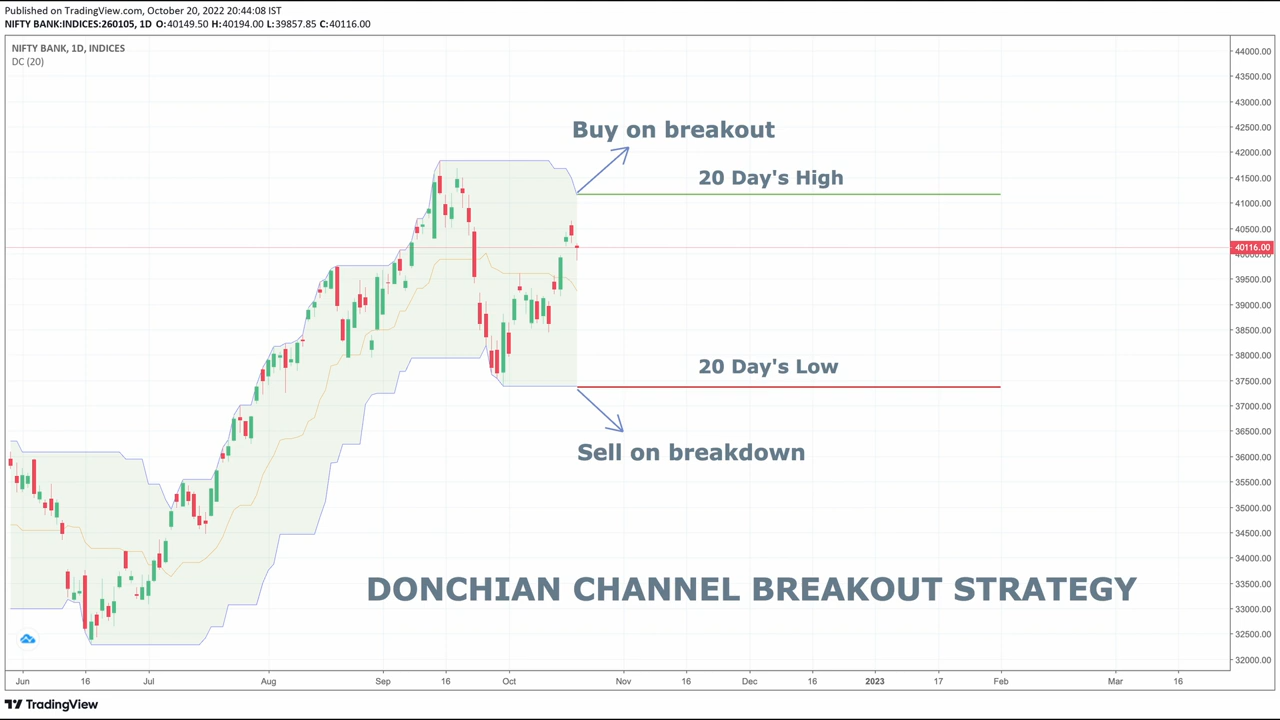 Published on TradingView.com, October 20, 2022 20:44:08 IST
NIFTY BANK:INDICES:260105, 1D O:40149.50 H:40194.00 L:39857.85 C:40116.00
NIFTY BANK, 1D, INDICES
DC (20)
44000.00
43500.00
43000.00
Buy on breakout
42500.00
42000.00
20 Day's High
41500.00
41000.00
40500.00
40116.00
40000.00
39500.00
39000.00
38500.00
38000.00
20 Day's Low
37500.00
37000.00
36500.00
Sell on breakdown
36000.00
35500.00
35000.00
34500.00
34000.00
DONCHIAN CHANNEL BREAKOUT STRATEGY
33500.00
33000.00
32500.00
32000.00
Jun 16 Jul Aug Sep 16 Oct Nov 16 Dec 16 2023 17 Feb Mar 16
TradingView